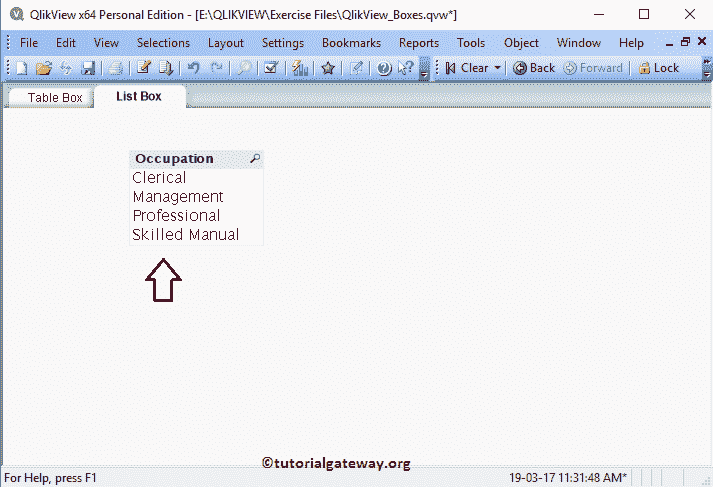 QlikView x64 Personal Edition - [E:\QLIKVIEW\Exercise Files\QlikView_Boxes.qvw*]
File Edit View Selections Layout Settings Bookmarks Reports Tools Object Window Help
Clear Back Forward Lock
Table Box List Box
Occupation
Clerical
Management
Professional
Skilled Manual
©tutorialgateway.org
For Help, press F1 19-03-17 11:31:48 AM*